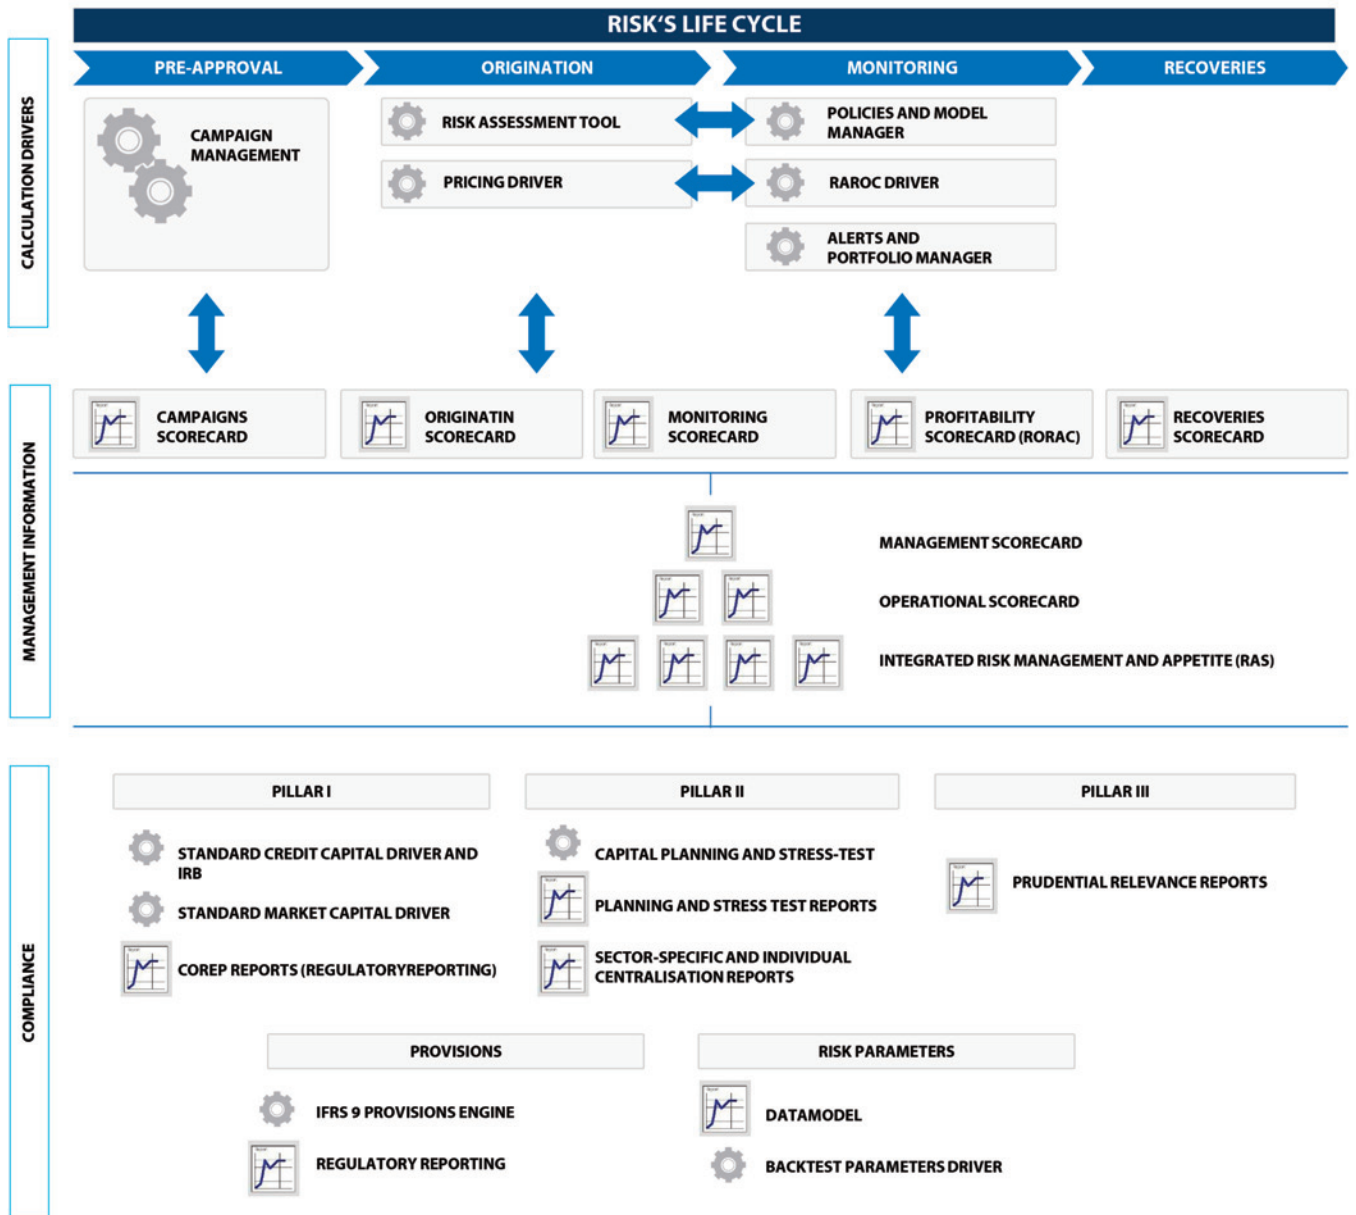 RISK'S LIFE CYCLE
PRE-APPROVAL
ORIGINATION
MONITORING
RECOVERIES
CALCULATION DRIVERS
CAMPAIGN
MANAGEMENT
RISK ASSESSMENT TOOL
POLICIES AND MODEL
MANAGER
PRICING DRIVER
RAROC DRIVER
ALERTS AND
PORTFOLIO MANAGER
MANAGEMENT INFORMATION
CAMPAIGNS
SCORECARD
ORIGINATIN
SCORECARD
MONITORING
SCORECARD
PROFITABILITY
SCORECARD (RORAC)
RECOVERIES
SCORECARD
MANAGEMENT SCORECARD
OPERATIONAL SCORECARD
INTEGRATED RISK MANAGEMENT AND APPETITE (RAS)
COMPLIANCE
PILLAR I
PILLAR II
PILLAR III
STANDARD CREDIT CAPITAL DRIVER AND
IRB
STANDARD MARKET CAPITAL DRIVER
COREP REPORTS (REGULATORYREPORTING)
CAPITAL PLANNING AND STRESS-TEST
PLANNING AND STRESS TEST REPORTS
SECTOR-SPECIFIC AND INDIVIDUAL
CENTRALISATION REPORTS
PRUDENTIAL RELEVANCE REPORTS
PROVISIONS
RISK PARAMETERS
IFRS 9 PROVISIONS ENGINE
REGULATORY REPORTING
DATAMODEL
BACKTEST PARAMETERS DRIVER